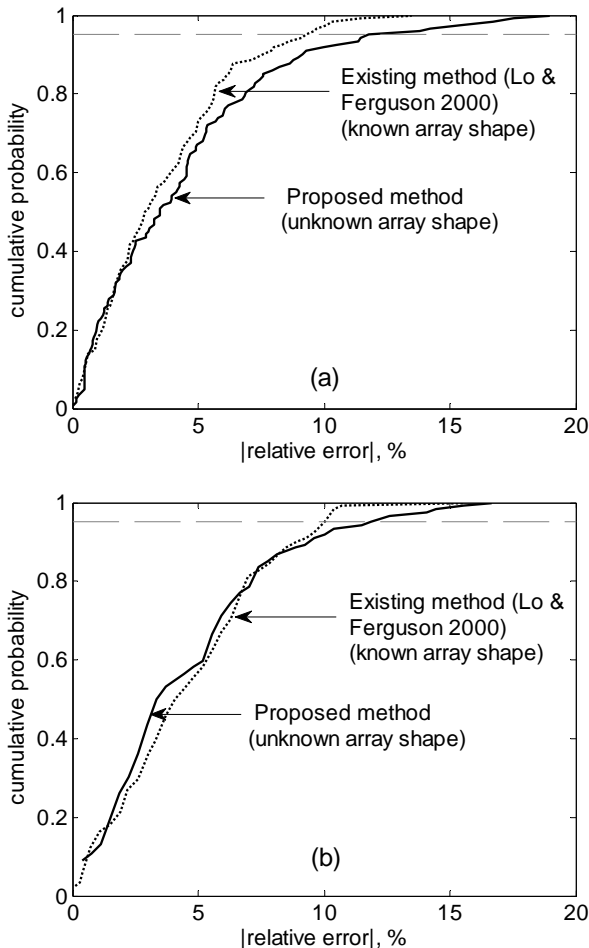 1
0.8
0.6
0.4
0.2
0
cumulative probability
Existing method (Lo &
Ferguson 2000)
(known array shape)
Proposed method
(unknown array shape)
(a)
0 5 10 15 20
|relative error|, %
1
0.8
0.6
0.4
0.2
0
cumulative probability
Existing method (Lo &
Ferguson 2000)
(known array shape)
Proposed method
(unknown array shape)
(b)
0 5 10 15 20
|relative error|, %